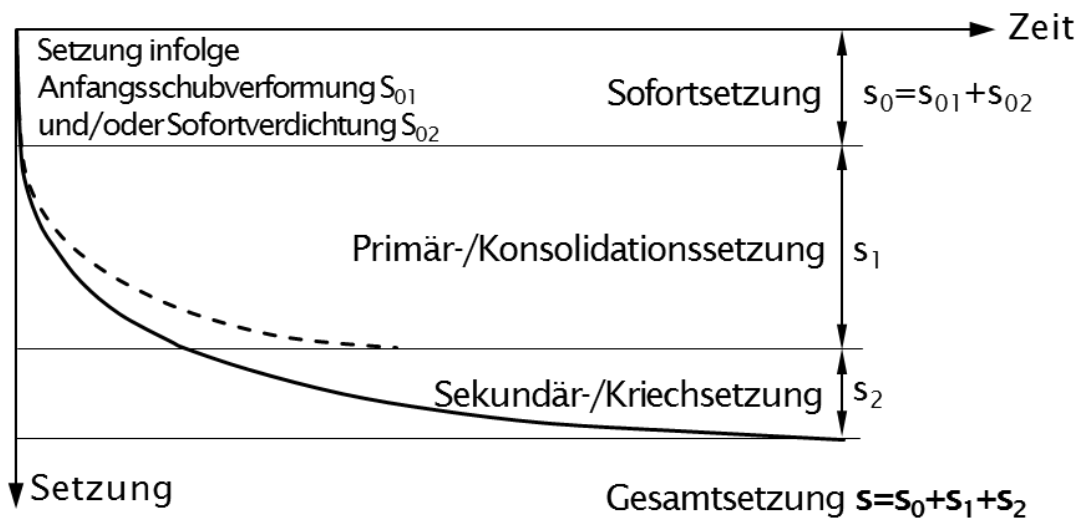 Zeit
Setzung infolge
Anfangsschubverformung S₀₁
und/oder Sofortverdichtung S₀₂
Sofortsetzung s₀=s₀₁+s₀₂
Primär-/Konsolidationssetzung s₁
Sekundär-/Kriechsetzung s₂
Setzung
Gesamtsetzung s=s₀+s₁+s₂